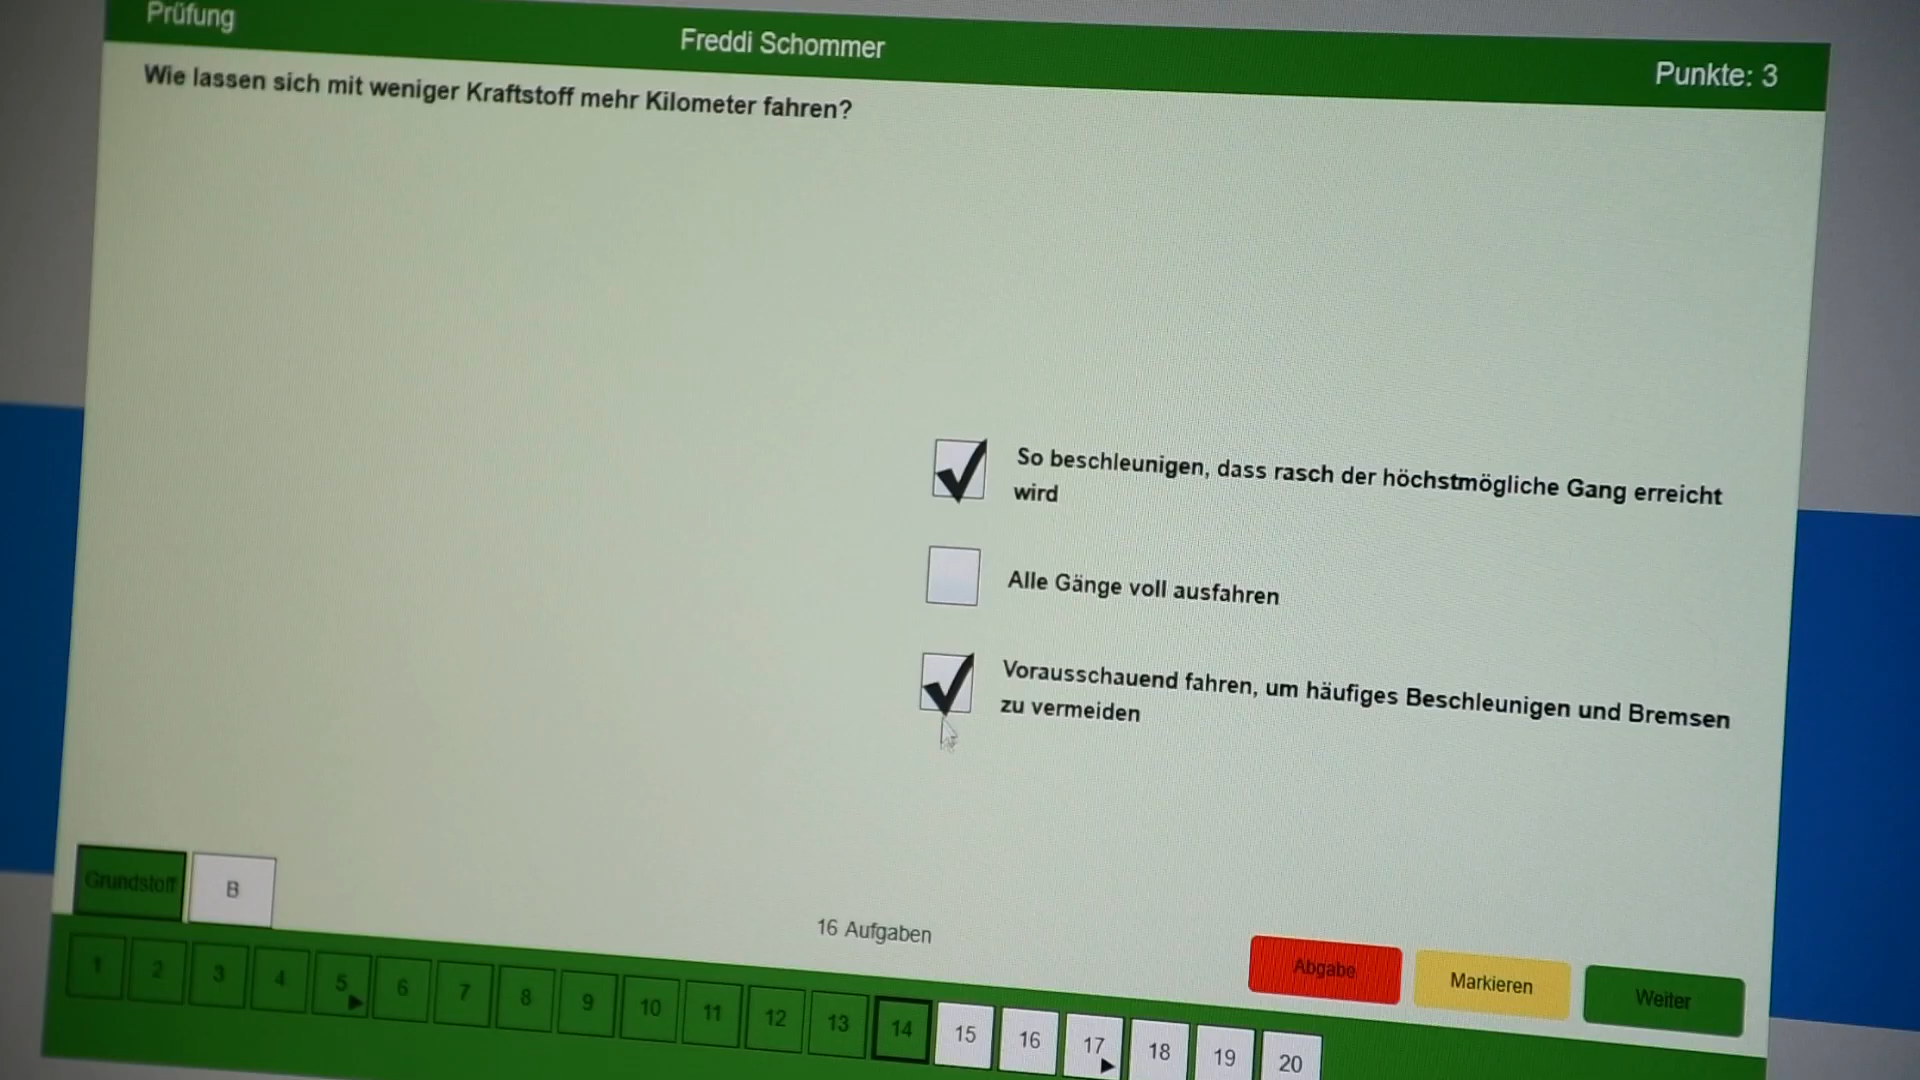 Prüfung
Freddi Schommer
Punkte: 3
Wie lassen sich mit weniger Kraftstoff mehr Kilometer fahren?
So beschleunigen, dass rasch der höchstmögliche Gang erreicht
wird
Alle Gänge voll ausfahren
Vorausschauend fahren, um häufiges Beschleunigen und Bremsen
zu vermeiden
Grundstoff
B
16 Aufgaben
Abgabe
Markieren
Weiter
1 2 3 4 5 6 7 8 9 10 11 12 13 14 15 16 17 18 19 20